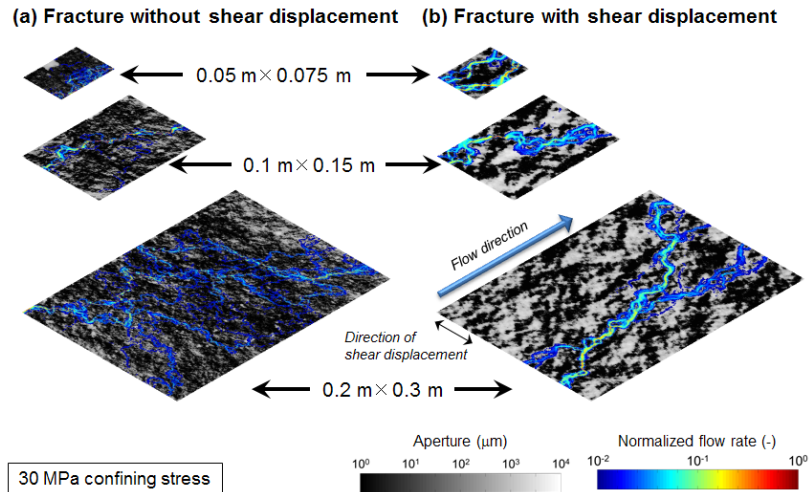 (a) Fracture without shear displacement
(b) Fracture with shear displacement
0.05 m×0.075 m
0.1 m×0.15 m
Flow direction
Direction of
shear displacement
0.2 m×0.3 m
Aperture (μm)
10⁰ 10¹ 10² 10³ 10⁴
Normalized flow rate (-)
10⁻² 10⁻¹ 10⁰
30 MPa confining stress